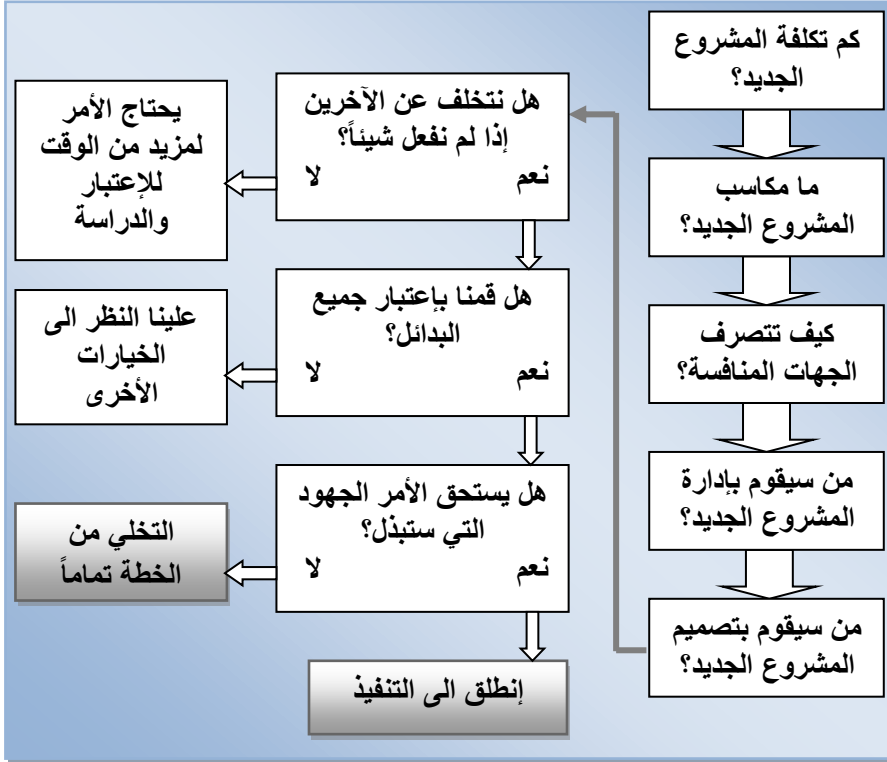 كم تكلفة المشروع
الجديد؟
ما مكاسب
المشروع الجديد؟
كيف تتصرف
الجهات المنافسة؟
من سيقوم بإدارة
المشروع الجديد؟
من سيقوم بتصميم
المشروع الجديد؟
هل نتخلف عن الآخرين
إذا لم نفعل شيئاً؟
نعم لا
يحتاج الأمر
لمزيد من الوقت
للإعتبار
والدراسة
هل قمنا بإعتبار جميع
البدائل؟
نعم لا
علينا النظر الى
الخيارات
الأخرى
هل يستحق الأمر الجهود
التي ستبذل؟
نعم لا
التخلي من
الخطة تماماً
إنطلق الى التنفيذ